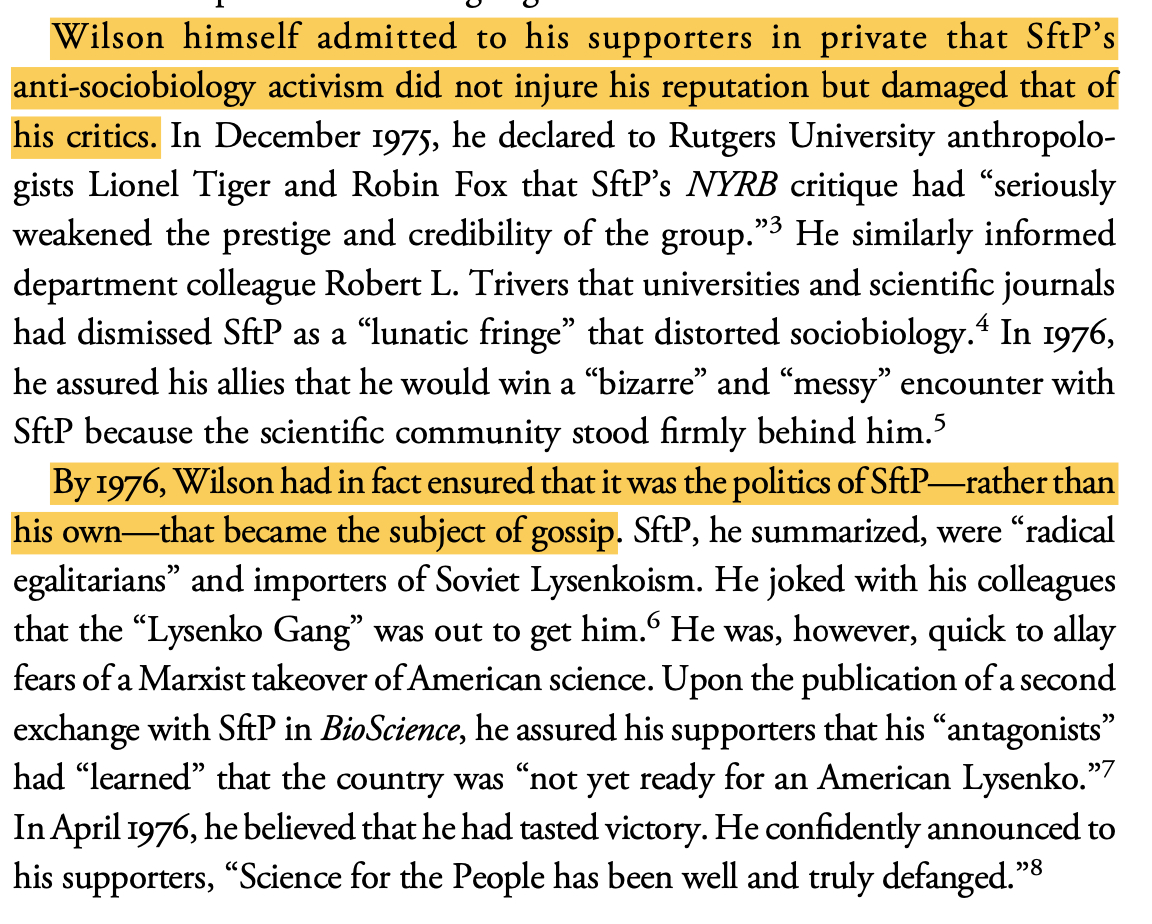 Wilson himself admitted to his supporters in private that SftP’s
anti-sociobiology activism did not injure his reputation but damaged that of
his critics. In December 1975, he declared to Rutgers University anthropolo-
gists Lionel Tiger and Robin Fox that SftP’s NYRB critique had “seriously
weakened the prestige and credibility of the group.”3 He similarly informed
department colleague Robert L. Trivers that universities and scientific journals
had dismissed SftP as a “lunatic fringe” that distorted sociobiology.4 In 1976,
he assured his allies that he would win a “bizarre” and “messy” encounter with
SftP because the scientific community stood firmly behind him.5
By 1976, Wilson had in fact ensured that it was the politics of SftP—rather than
his own—that became the subject of gossip. SftP, he summarized, were “radical
egalitarians” and importers of Soviet Lysenkoism. He joked with his colleagues
that the “Lysenko Gang” was out to get him.6 He was, however, quick to allay
fears of a Marxist takeover of American science. Upon the publication of a second
exchange with SftP in BioScience, he assured his supporters that his “antagonists”
had “learned” that the country was “not yet ready for an American Lysenko.”7
In April 1976, he believed that he had tasted victory. He confidently announced to
his supporters, “Science for the People has been well and truly defanged.”8